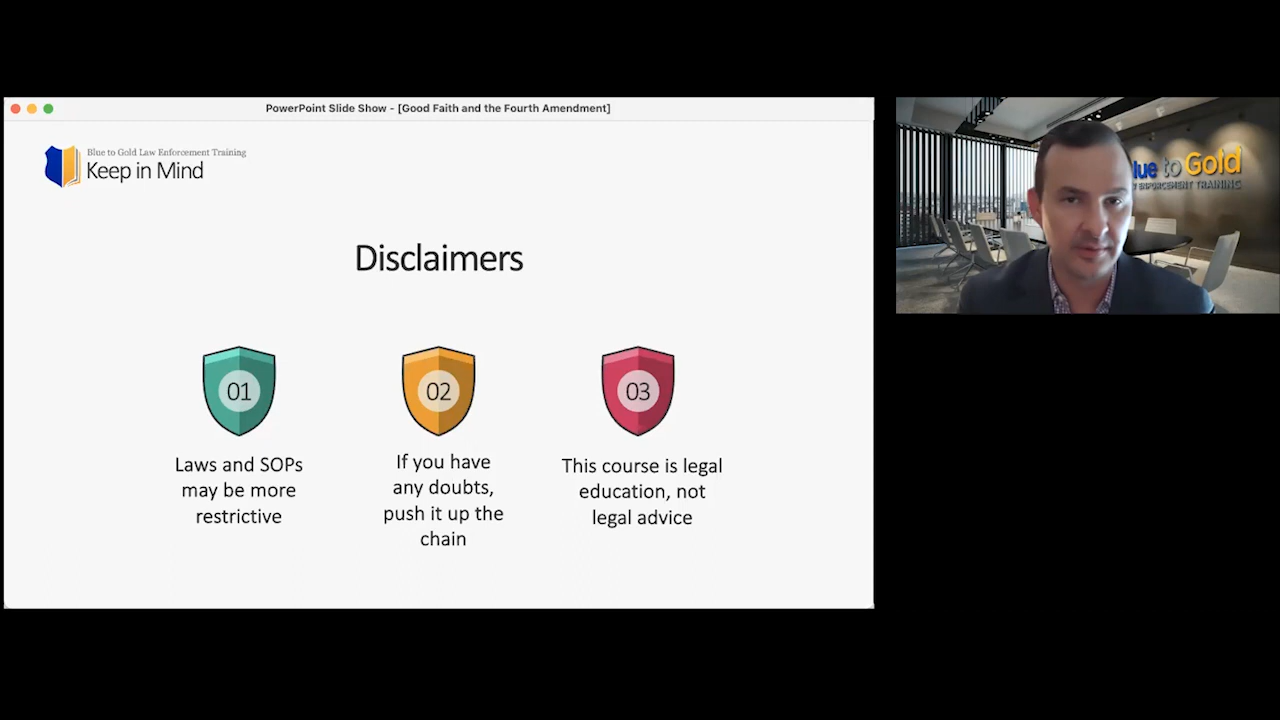 PowerPoint Slide Show - [Good Faith and the Fourth Amendment]
Blue to Gold Law Enforcement Training
Keep in Mind
Disclaimers
01
02
03
Laws and SOPs
may be more
restrictive
If you have
any doubts,
push it up the
chain
This course is legal
education, not
legal advice
lue to Gold
ENFORCEMENT TRAINING